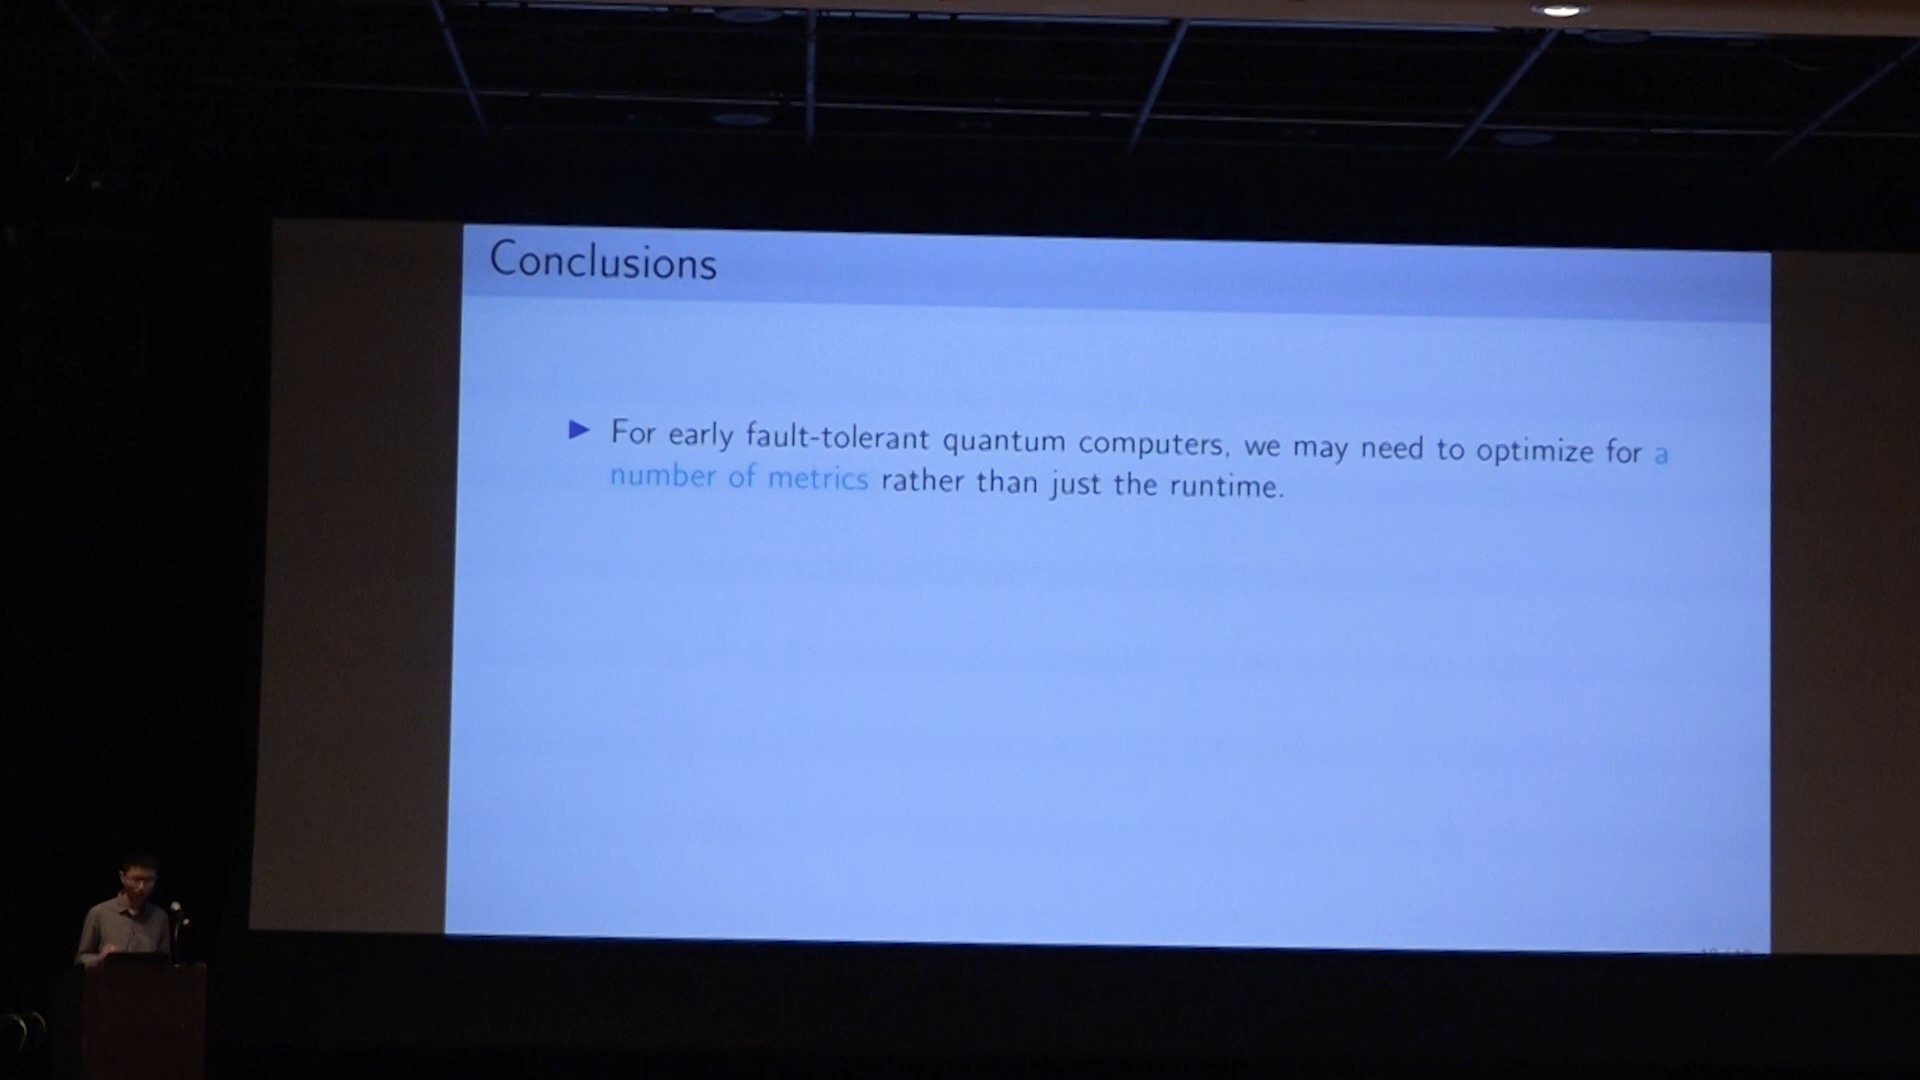 Conclusions
▶ For early fault-tolerant quantum computers, we may need to optimize for a
number of metrics rather than just the runtime.